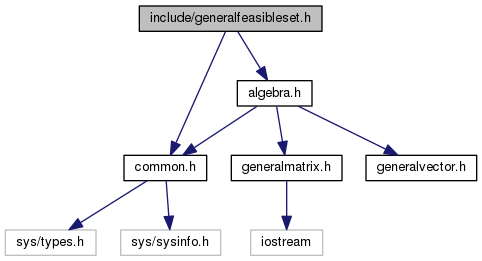 include/generalfeasibleset.h
algebra.h
common.h
generalmatrix.h
generalvector.h
sys/types.h
sys/sysinfo.h
iostream